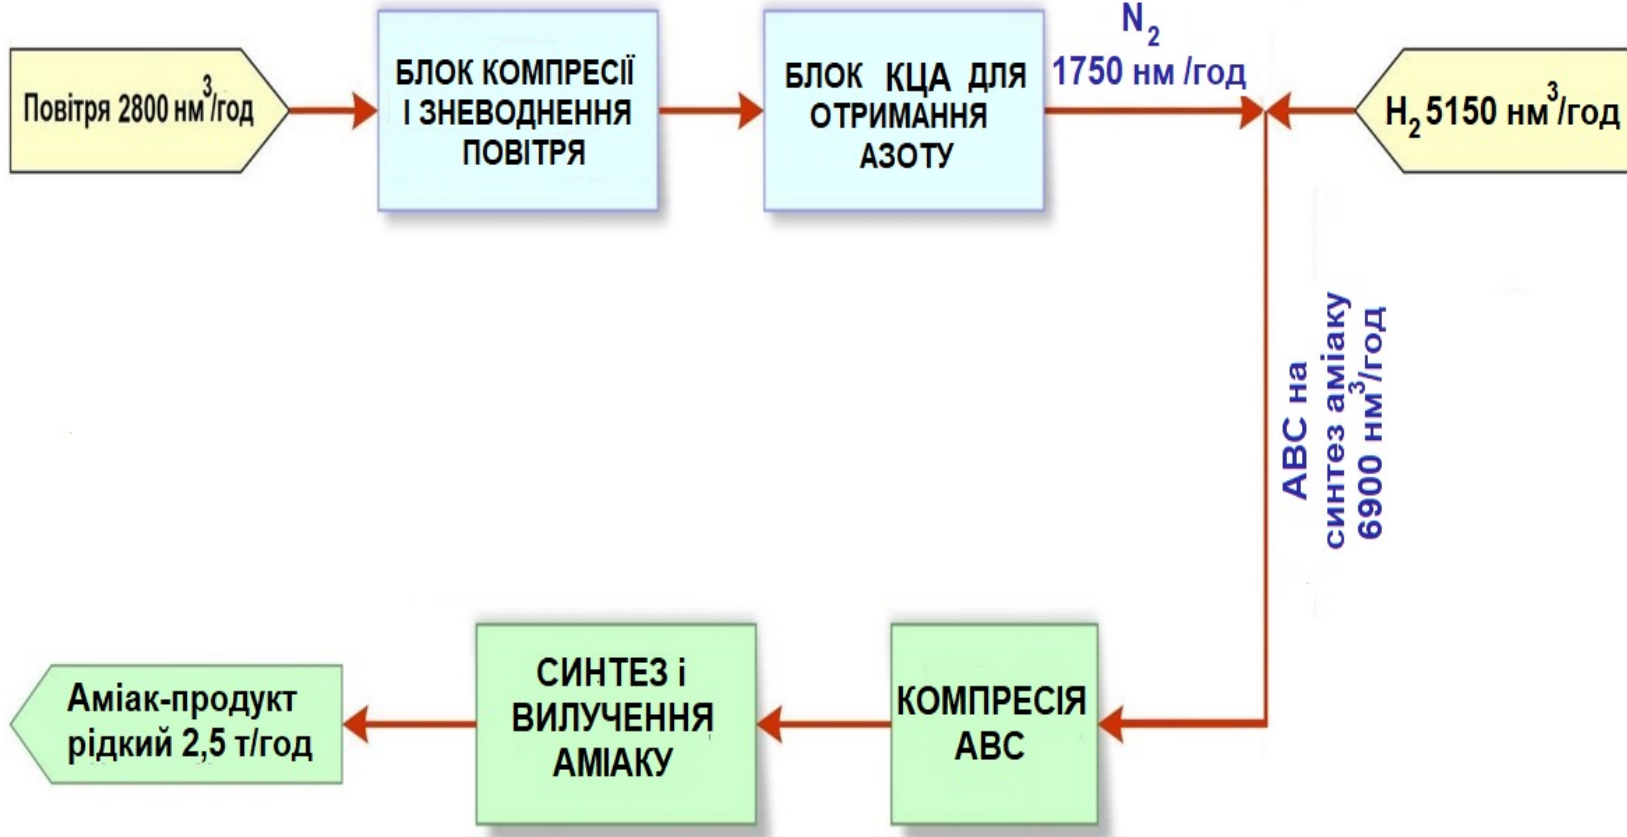 Повітря 2800 нм³/год
БЛОК КОМПРЕСІЇ
І ЗНЕВОДНЕННЯ
ПОВІТРЯ
БЛОК КЦА ДЛЯ
ОТРИМАННЯ
АЗОТУ
N₂
1750 нм /год
H₂ 5150 нм³/год
АВС на
синтез аміаку
6900 нм³/год
Аміак-продукт
рідкий 2,5 т/год
СИНТЕЗ і
ВИЛУЧЕННЯ
АМІАКУ
КОМПРЕСІЯ
АВС